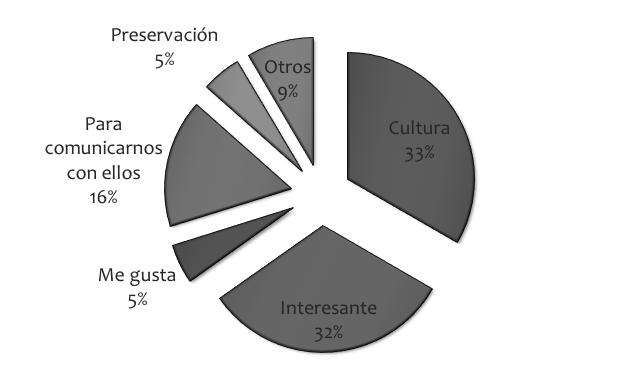 Preservación
5%
Otros
9%
Cultura
33%
Para
comunicarnos
con ellos
16%
Me gusta
5%
Interesante
32%